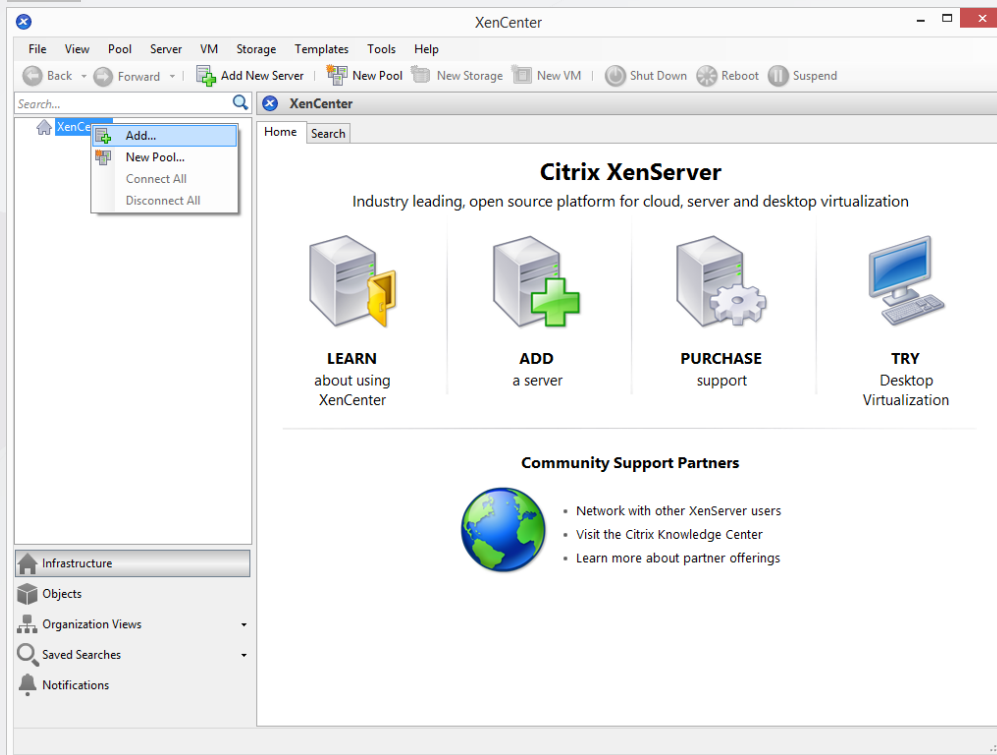 XenCenter
File View Pool Server VM Storage Templates Tools Help
Back Forward Add New Server New Pool New Storage New VM Shut Down Reboot Suspend
Search...
XenCenter
Home Search
Add...
New Pool...
Connect All
Disconnect All
Citrix XenServer
Industry leading, open source platform for cloud, server and desktop virtualization
LEARN
about using
XenCenter
ADD
a server
PURCHASE
support
TRY
Desktop
Virtualization
Community Support Partners
Network with other XenServer users
Visit the Citrix Knowledge Center
Learn more about partner offerings
Infrastructure
Objects
Organization Views
Saved Searches
Notifications